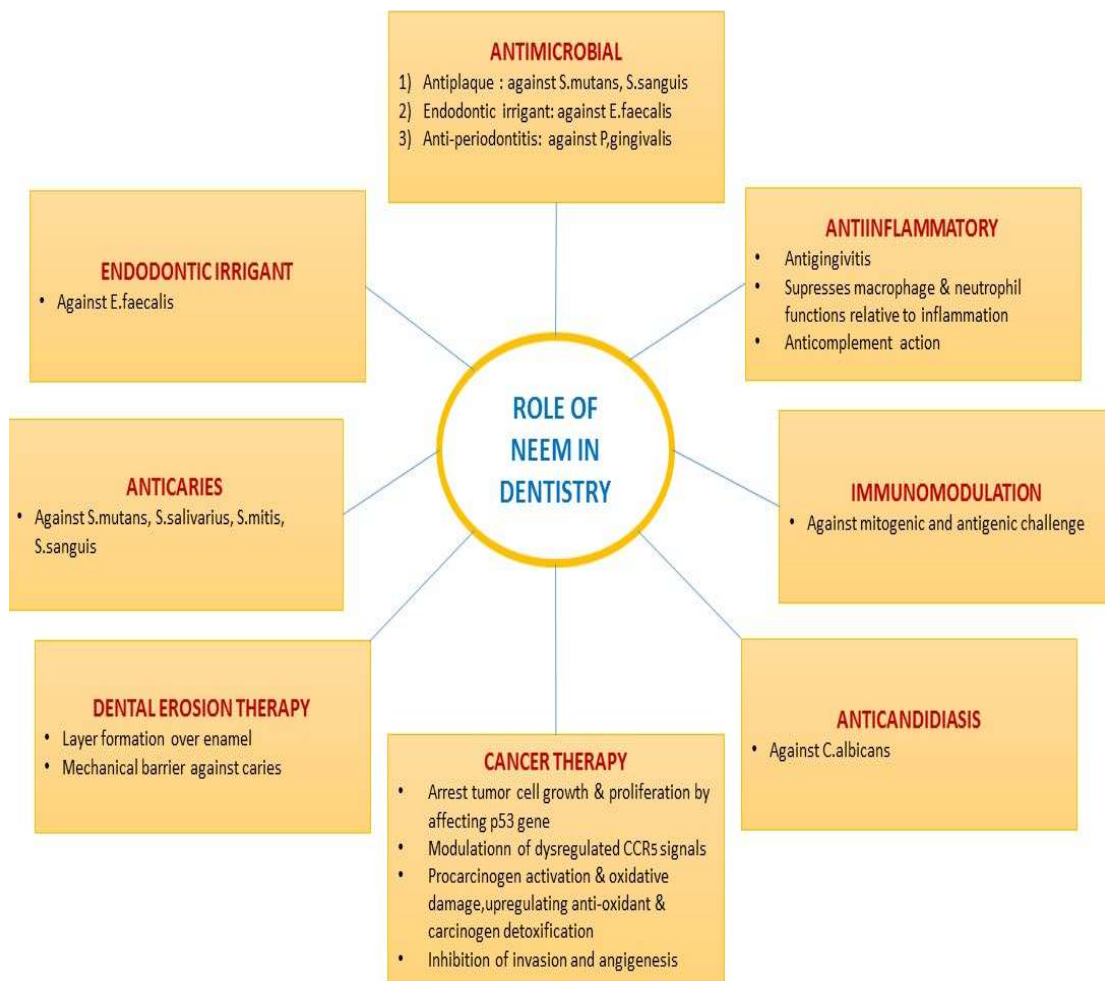 ANTIMICROBIAL
1) Antiplaque : against S.mutans, S.sanguis
2) Endodontic irrigant: against E.faecalis
3) Anti-periodontitis: against P,gingivalis
ENDODONTIC IRRIGANT
• Against E.faecalis
ANTIINFLAMMATORY
• Antigingivitis
• Supresses macrophage & neutrophil
functions relative to inflammation
• Anticomplement action
ROLE OF
NEEM IN
DENTISTRY
ANTICARIES
• Against S.mutans, S.salivarius, S.mitis,
S.sanguis
IMMUNOMODULATION
• Against mitogenic and antigenic challenge
DENTAL EROSION THERAPY
• Layer formation over enamel
• Mechanical barrier against caries
CANCER THERAPY
• Arrest tumor cell growth & proliferation by
affecting p53 gene
• Modulationn of dysregulated CCR5 signals
• Procarcinogen activation & oxidative
damage,upregulating anti-oxidant &
carcinogen detoxification
• Inhibition of invasion and angigenesis
ANTICANDIDIASIS
• Against C.albicans